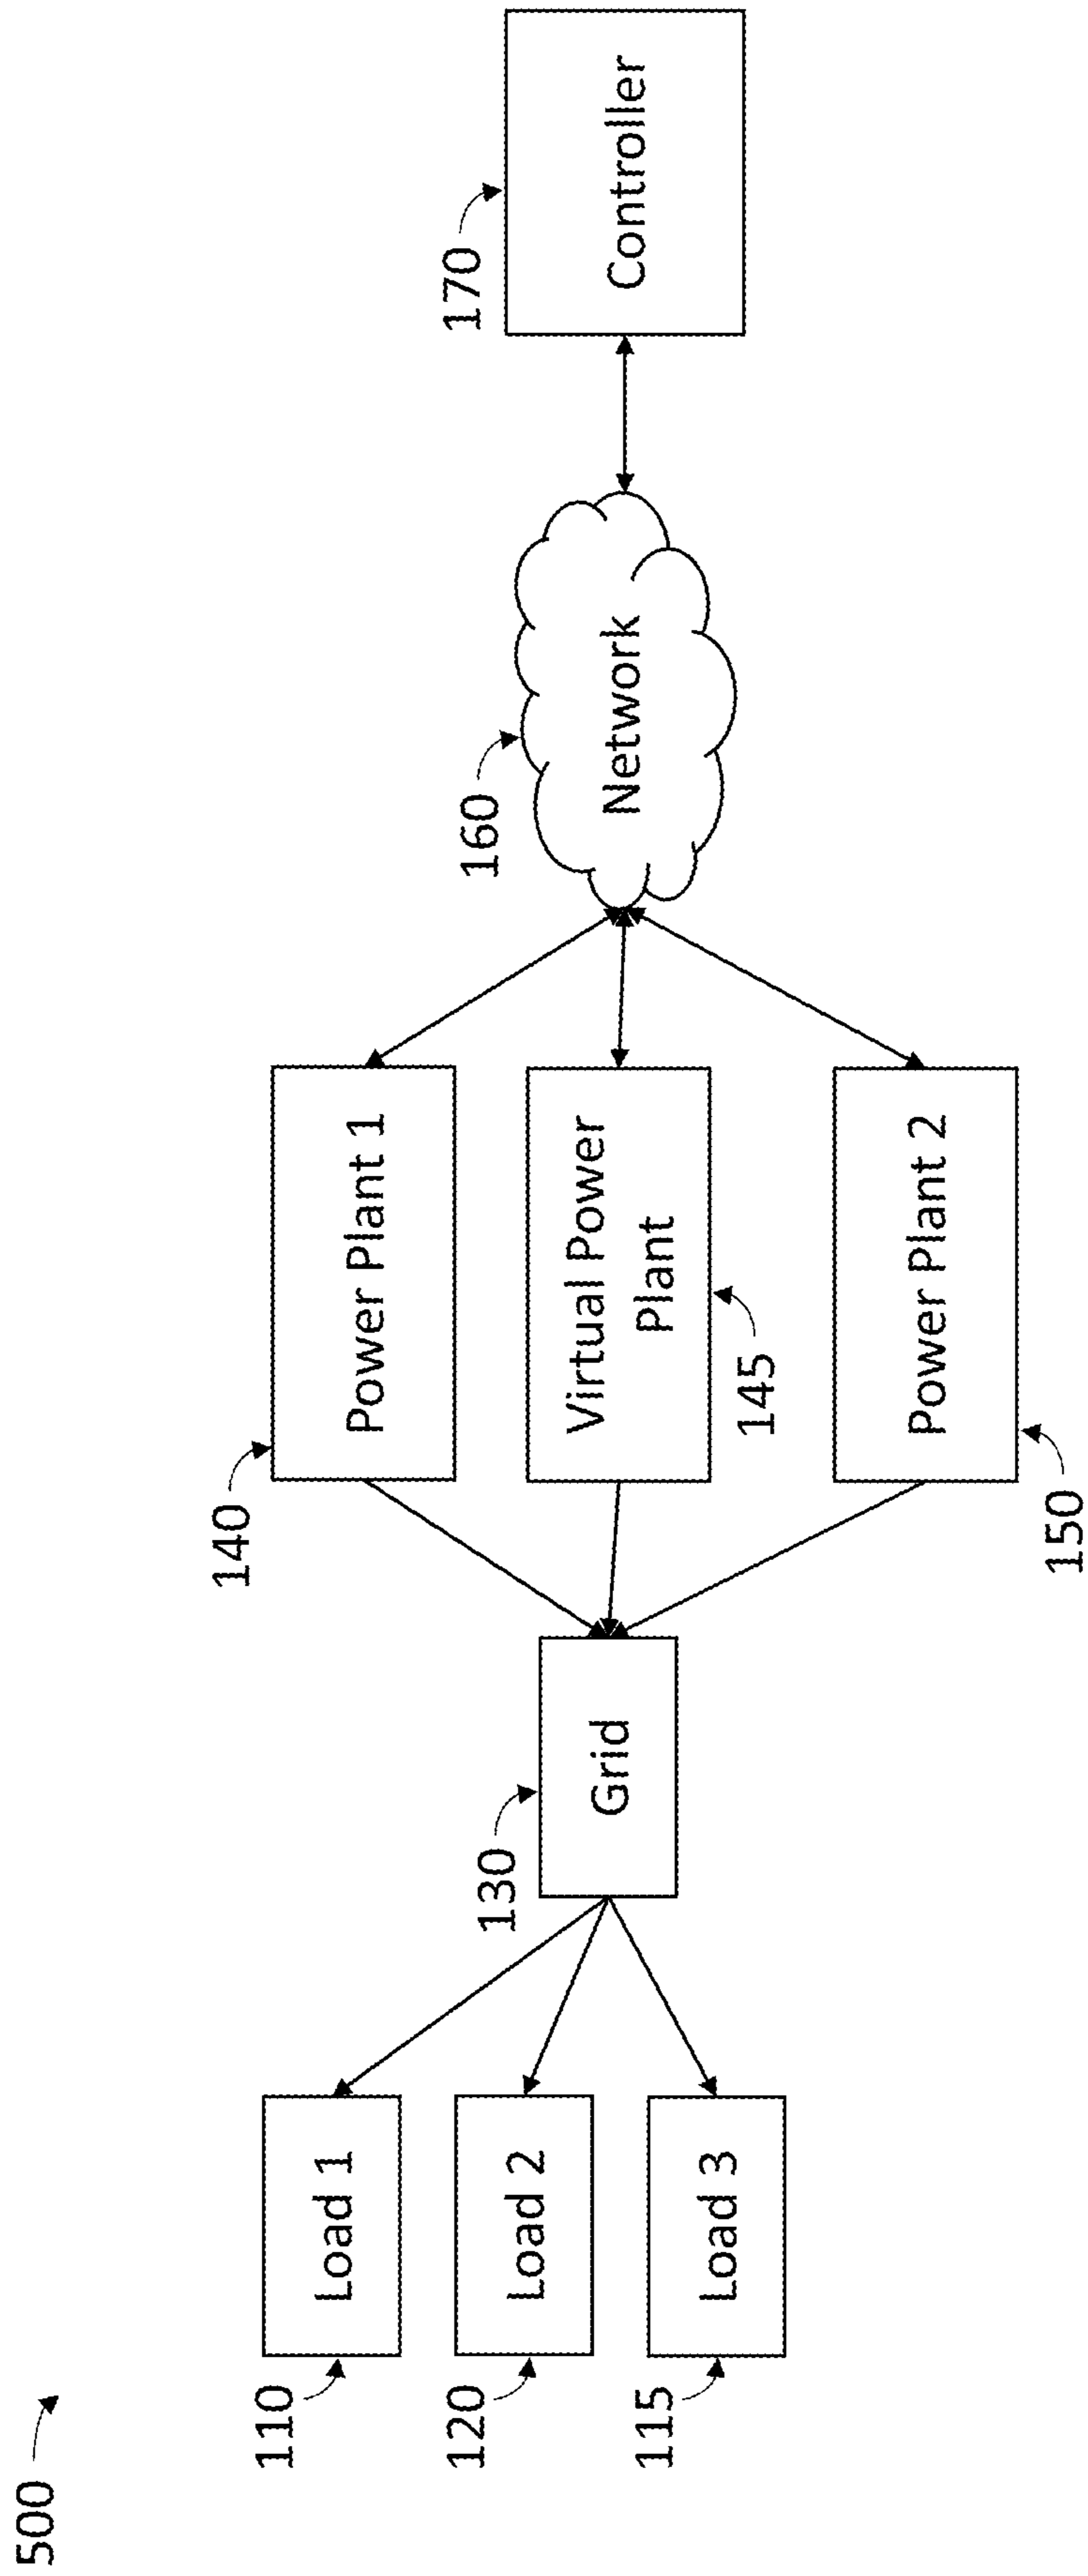 500
110
Load 1
120
Load 2
115
Load 3
130
Grid
140
Power Plant 1
Virtual Power
Plant
145
Power Plant 2
150
160
Network
170
Controller